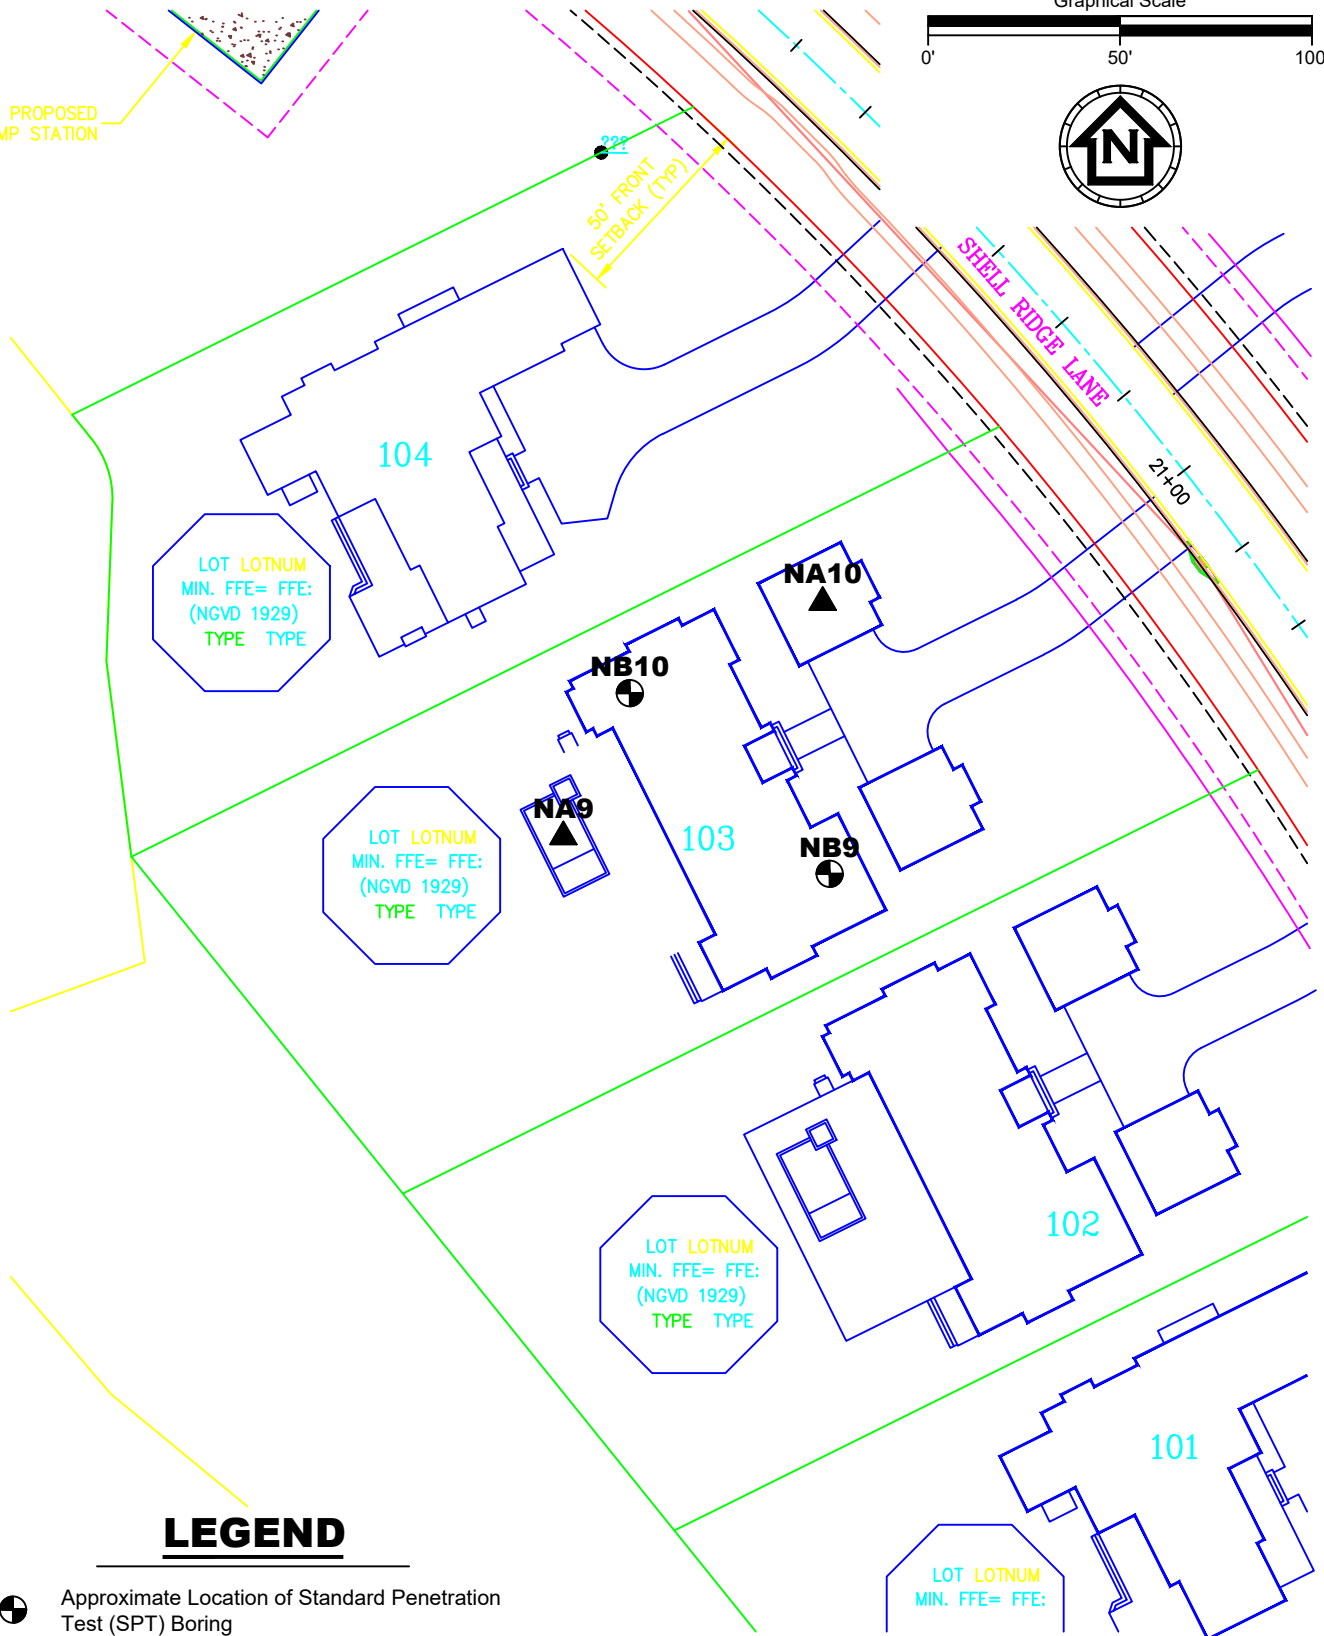 Graphical Scale
0'
50'
100
N
PROPOSED
MP STATION
???
50' FRONT
SETBACK (TYP)
SHELL RIDGE LANE
21+00
104
LOT LOTNUM
MIN. FFE= FFE:
(NGVD 1929)
TYPE TYPE
NA10
NB10
NA9
103
NB9
LOT LOTNUM
MIN. FFE= FFE:
(NGVD 1929)
TYPE TYPE
102
LOT LOTNUM
MIN. FFE= FFE:
(NGVD 1929)
TYPE TYPE
101
LOT LOTNUM
MIN. FFE= FFE:
LEGEND
Approximate Location of Standard Penetration
Test (SPT) Boring